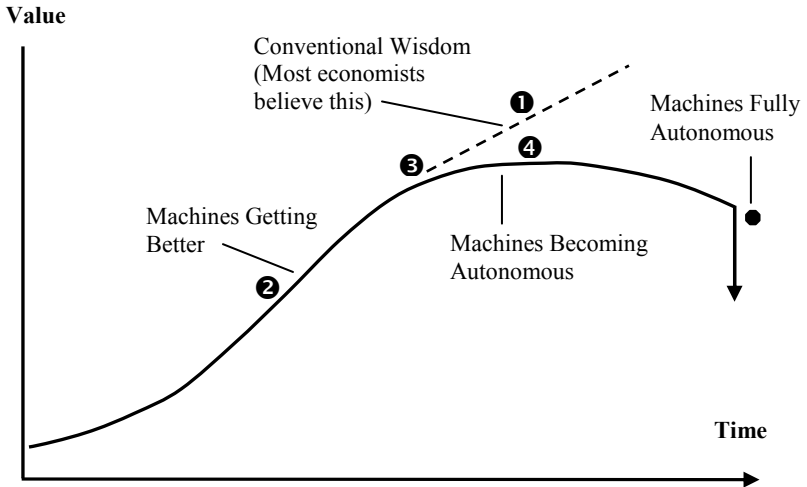 Value
Conventional Wisdom
(Most economists
believe this)
❶
Machines Fully
Autonomous
❸
❹
Machines Getting
Better
Machines Becoming
Autonomous
❷
Time